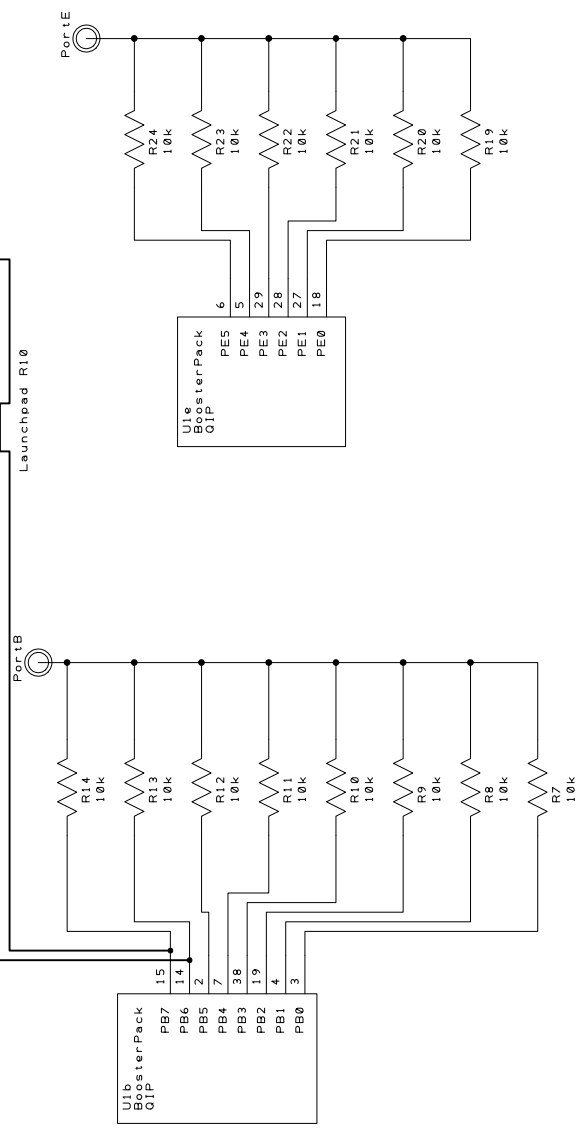 PortE
R24
10k
R23
10k
R22
10k
R21
10k
R20
10k
R19
10k
6
5
29
28
27
18
PE5
PE4
PE3
PE2
PE1
PE0
U1e
BoosterPack
QIP
Launchpad R10
PortB
R14
10k
R13
10k
R12
10k
R11
10k
R10
10k
R9
10k
R8
10k
R7
10k
15
14
2
7
38
19
4
3
PB7
PB6
PB5
PB4
PB3
PB2
PB1
PB0
U1b
BoosterPack
QIP